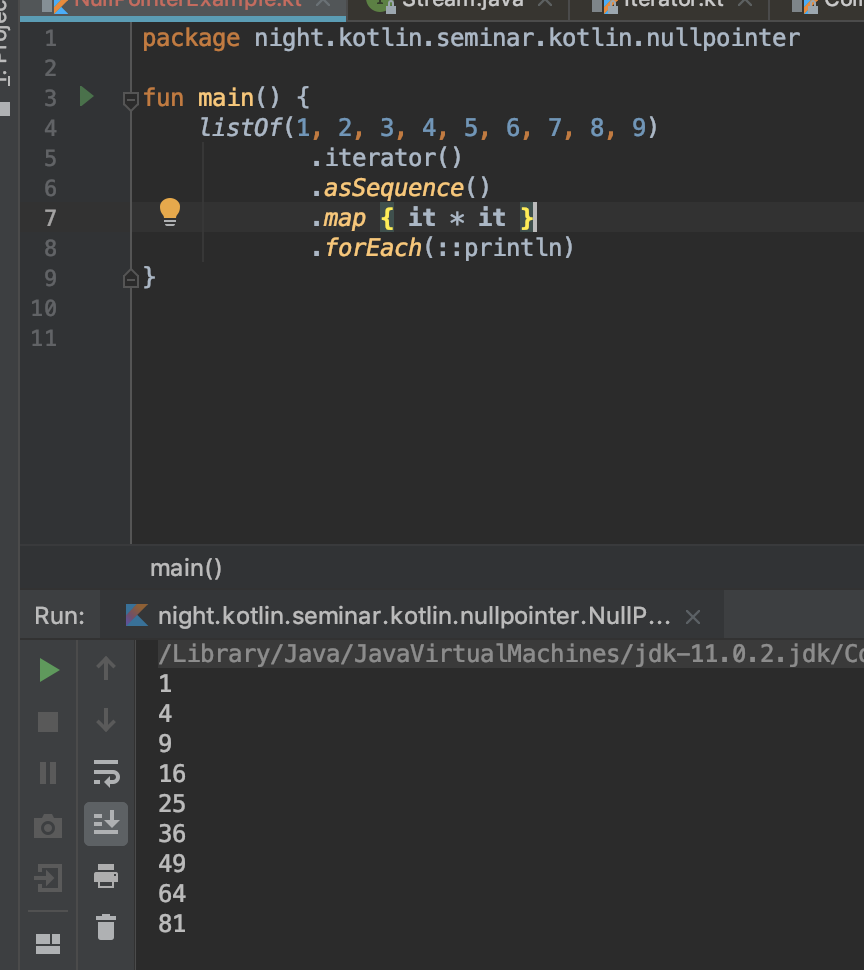 NullPointerExample.kt Stream.java Iterator.kt
1: Project
1 package night.kotlin.seminar.kotlin.nullpointer
2
3 fun main() {
4 listOf(1, 2, 3, 4, 5, 6, 7, 8, 9)
5 .iterator()
6 .asSequence()
7 .map { it * it }
8 .forEach(::println)
9 }
10
11
main()
Run: night.kotlin.seminar.kotlin.nullpointer.NullP...
/Library/Java/JavaVirtualMachines/jdk-11.0.2.jdk/Co
1
4
9
16
25
36
49
64
81